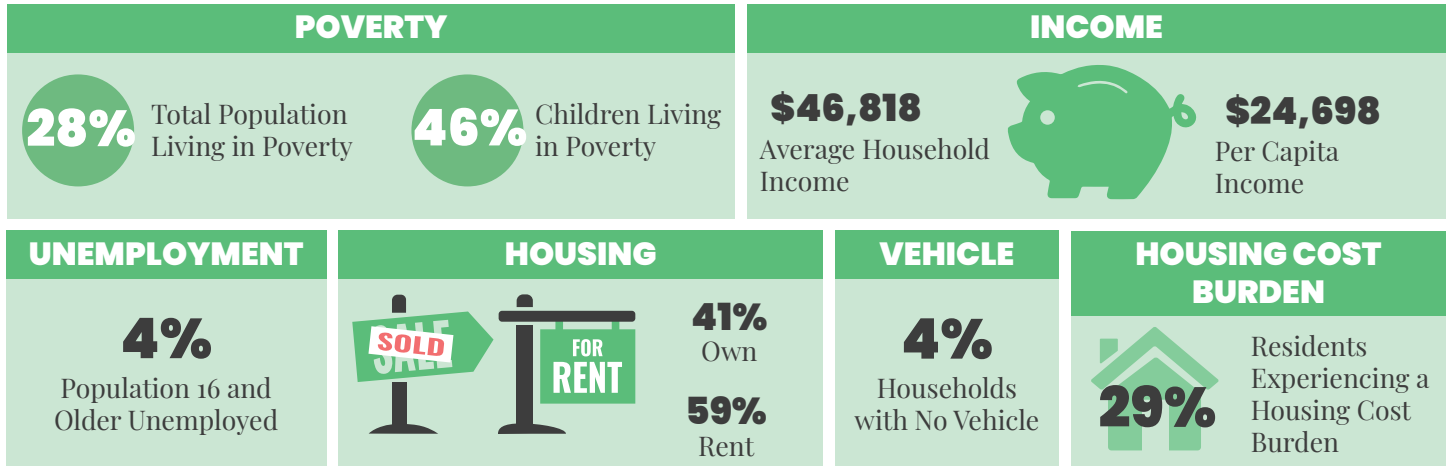 POVERTY
28%
Total Population
Living in Poverty
46%
Children Living
in Poverty
INCOME
$46,818
Average Household
Income
$24,698
Per Capita
Income
UNEMPLOYMENT
4%
Population 16 and
Older Unemployed
HOUSING
SALE
SOLD
FOR
RENT
41%
Own
59%
Rent
VEHICLE
4%
Households
with No Vehicle
HOUSING COST
BURDEN
29%
Residents
Experiencing a
Housing Cost
Burden